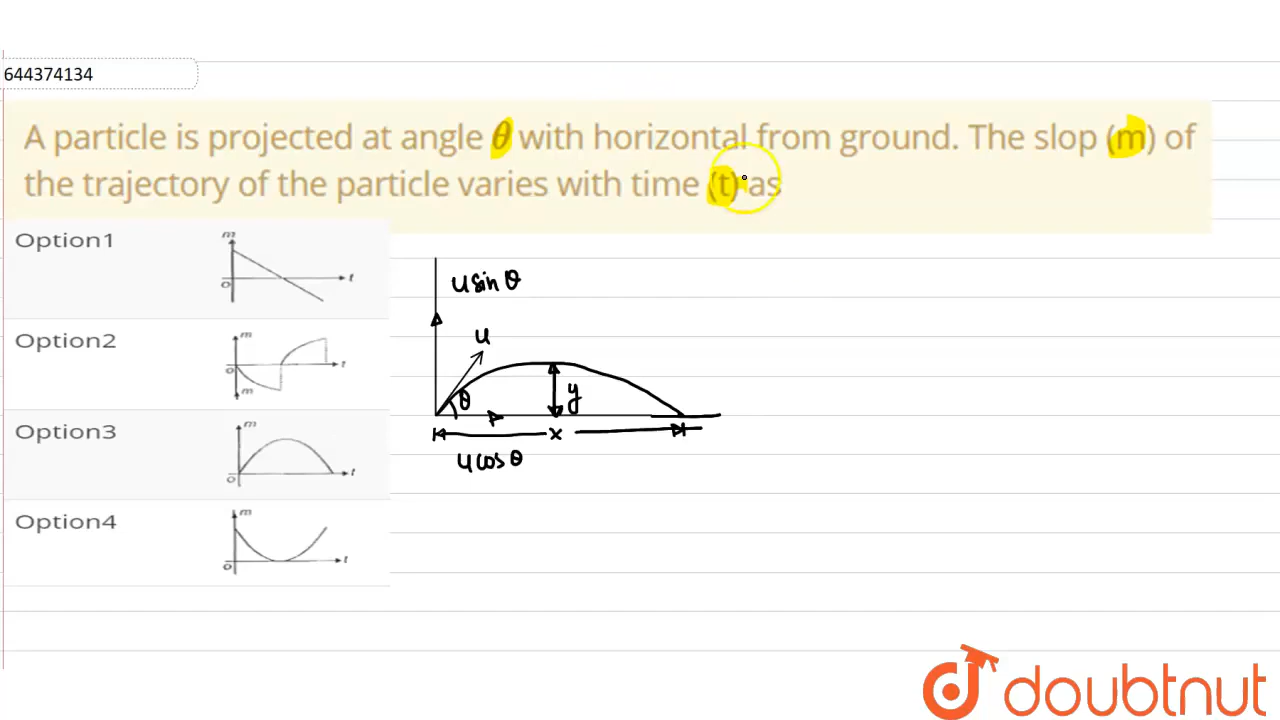 644374134
A particle is projected at angle θ with horizontal from ground. The slop (m) of
the trajectory of the particle varies with time (t) as
Option1
m
O
t
Option2
m
O
t
m
Option3
m
O
t
Option4
m
O
t
u sin θ
u
θ
y
x
u cos θ
doubtnut